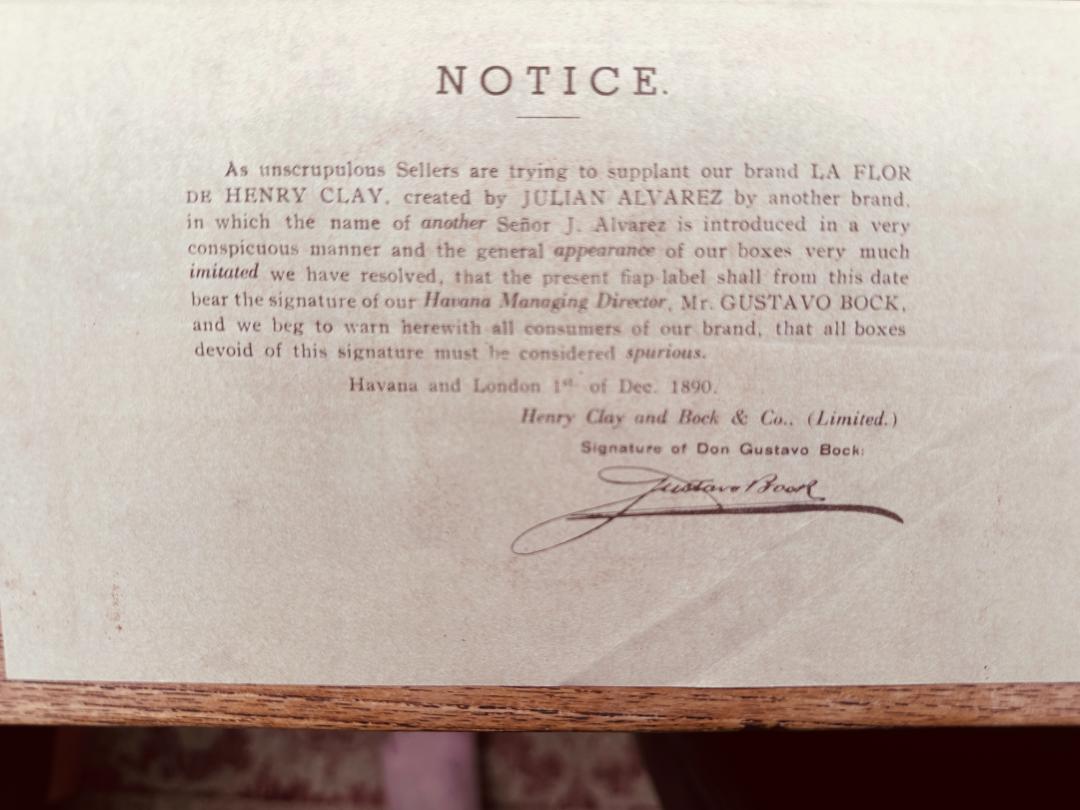 NOTICE.
As unscrupulous Sellers are trying to supplant our brand LA FLOR
DE HENRY CLAY, created by JULIAN ALVAREZ by another brand,
in which the name of another Señor J. Alvarez is introduced in a very
conspicuous manner and the general appearance of our boxes very much
imitated we have resolved, that the present flap label shall from this date
bear the signature of our Havana Managing Director, Mr. GUSTAVO BOCK,
and we beg to warn herewith all consumers of our brand, that all boxes
devoid of this signature must be considered spurious.
Havana and London 1st of Dec. 1890.
Henry Clay and Bock & Co., (Limited.)
Signature of Don Gustavo Bock:
Gustavo Bock